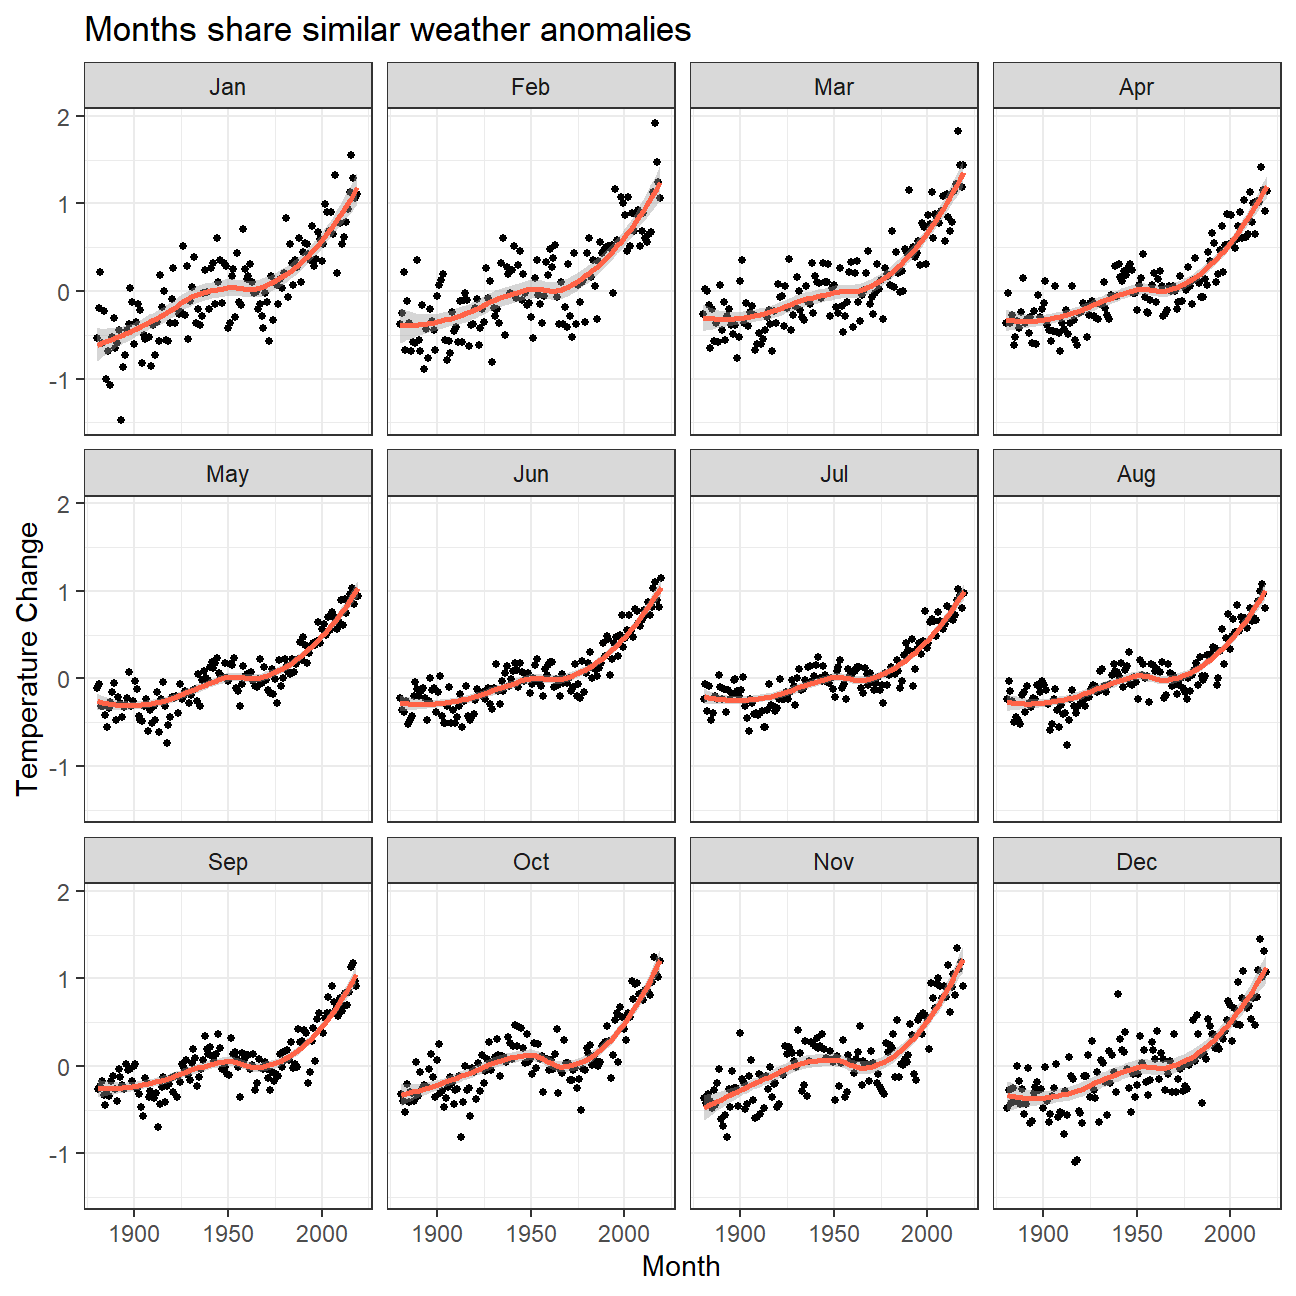 Months share similar weather anomalies
Jan Feb Mar Apr
2
1
0
-1
May Jun Jul Aug
2
1
0
-1
Sep Oct Nov Dec
2
1
0
-1
1900 1950 2000 1900 1950 2000 1900 1950 2000 1900 1950 2000
Month
Temperature Change